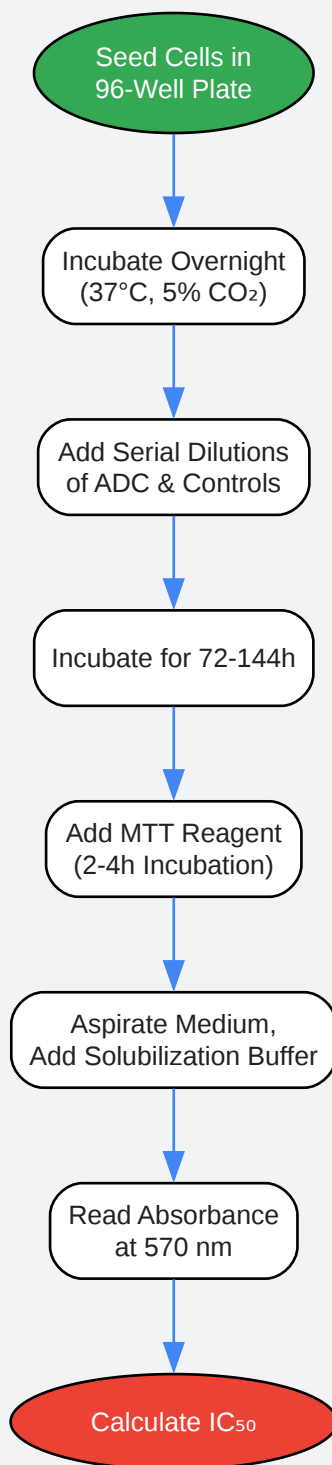 Seed Cells in
96-Well Plate
Incubate Overnight
(37°C, 5% CO₂)
Add Serial Dilutions
of ADC & Controls
Incubate for 72-144h
Add MTT Reagent
(2-4h Incubation)
Aspirate Medium,
Add Solubilization Buffer
Read Absorbance
at 570 nm
Calculate IC₅₀